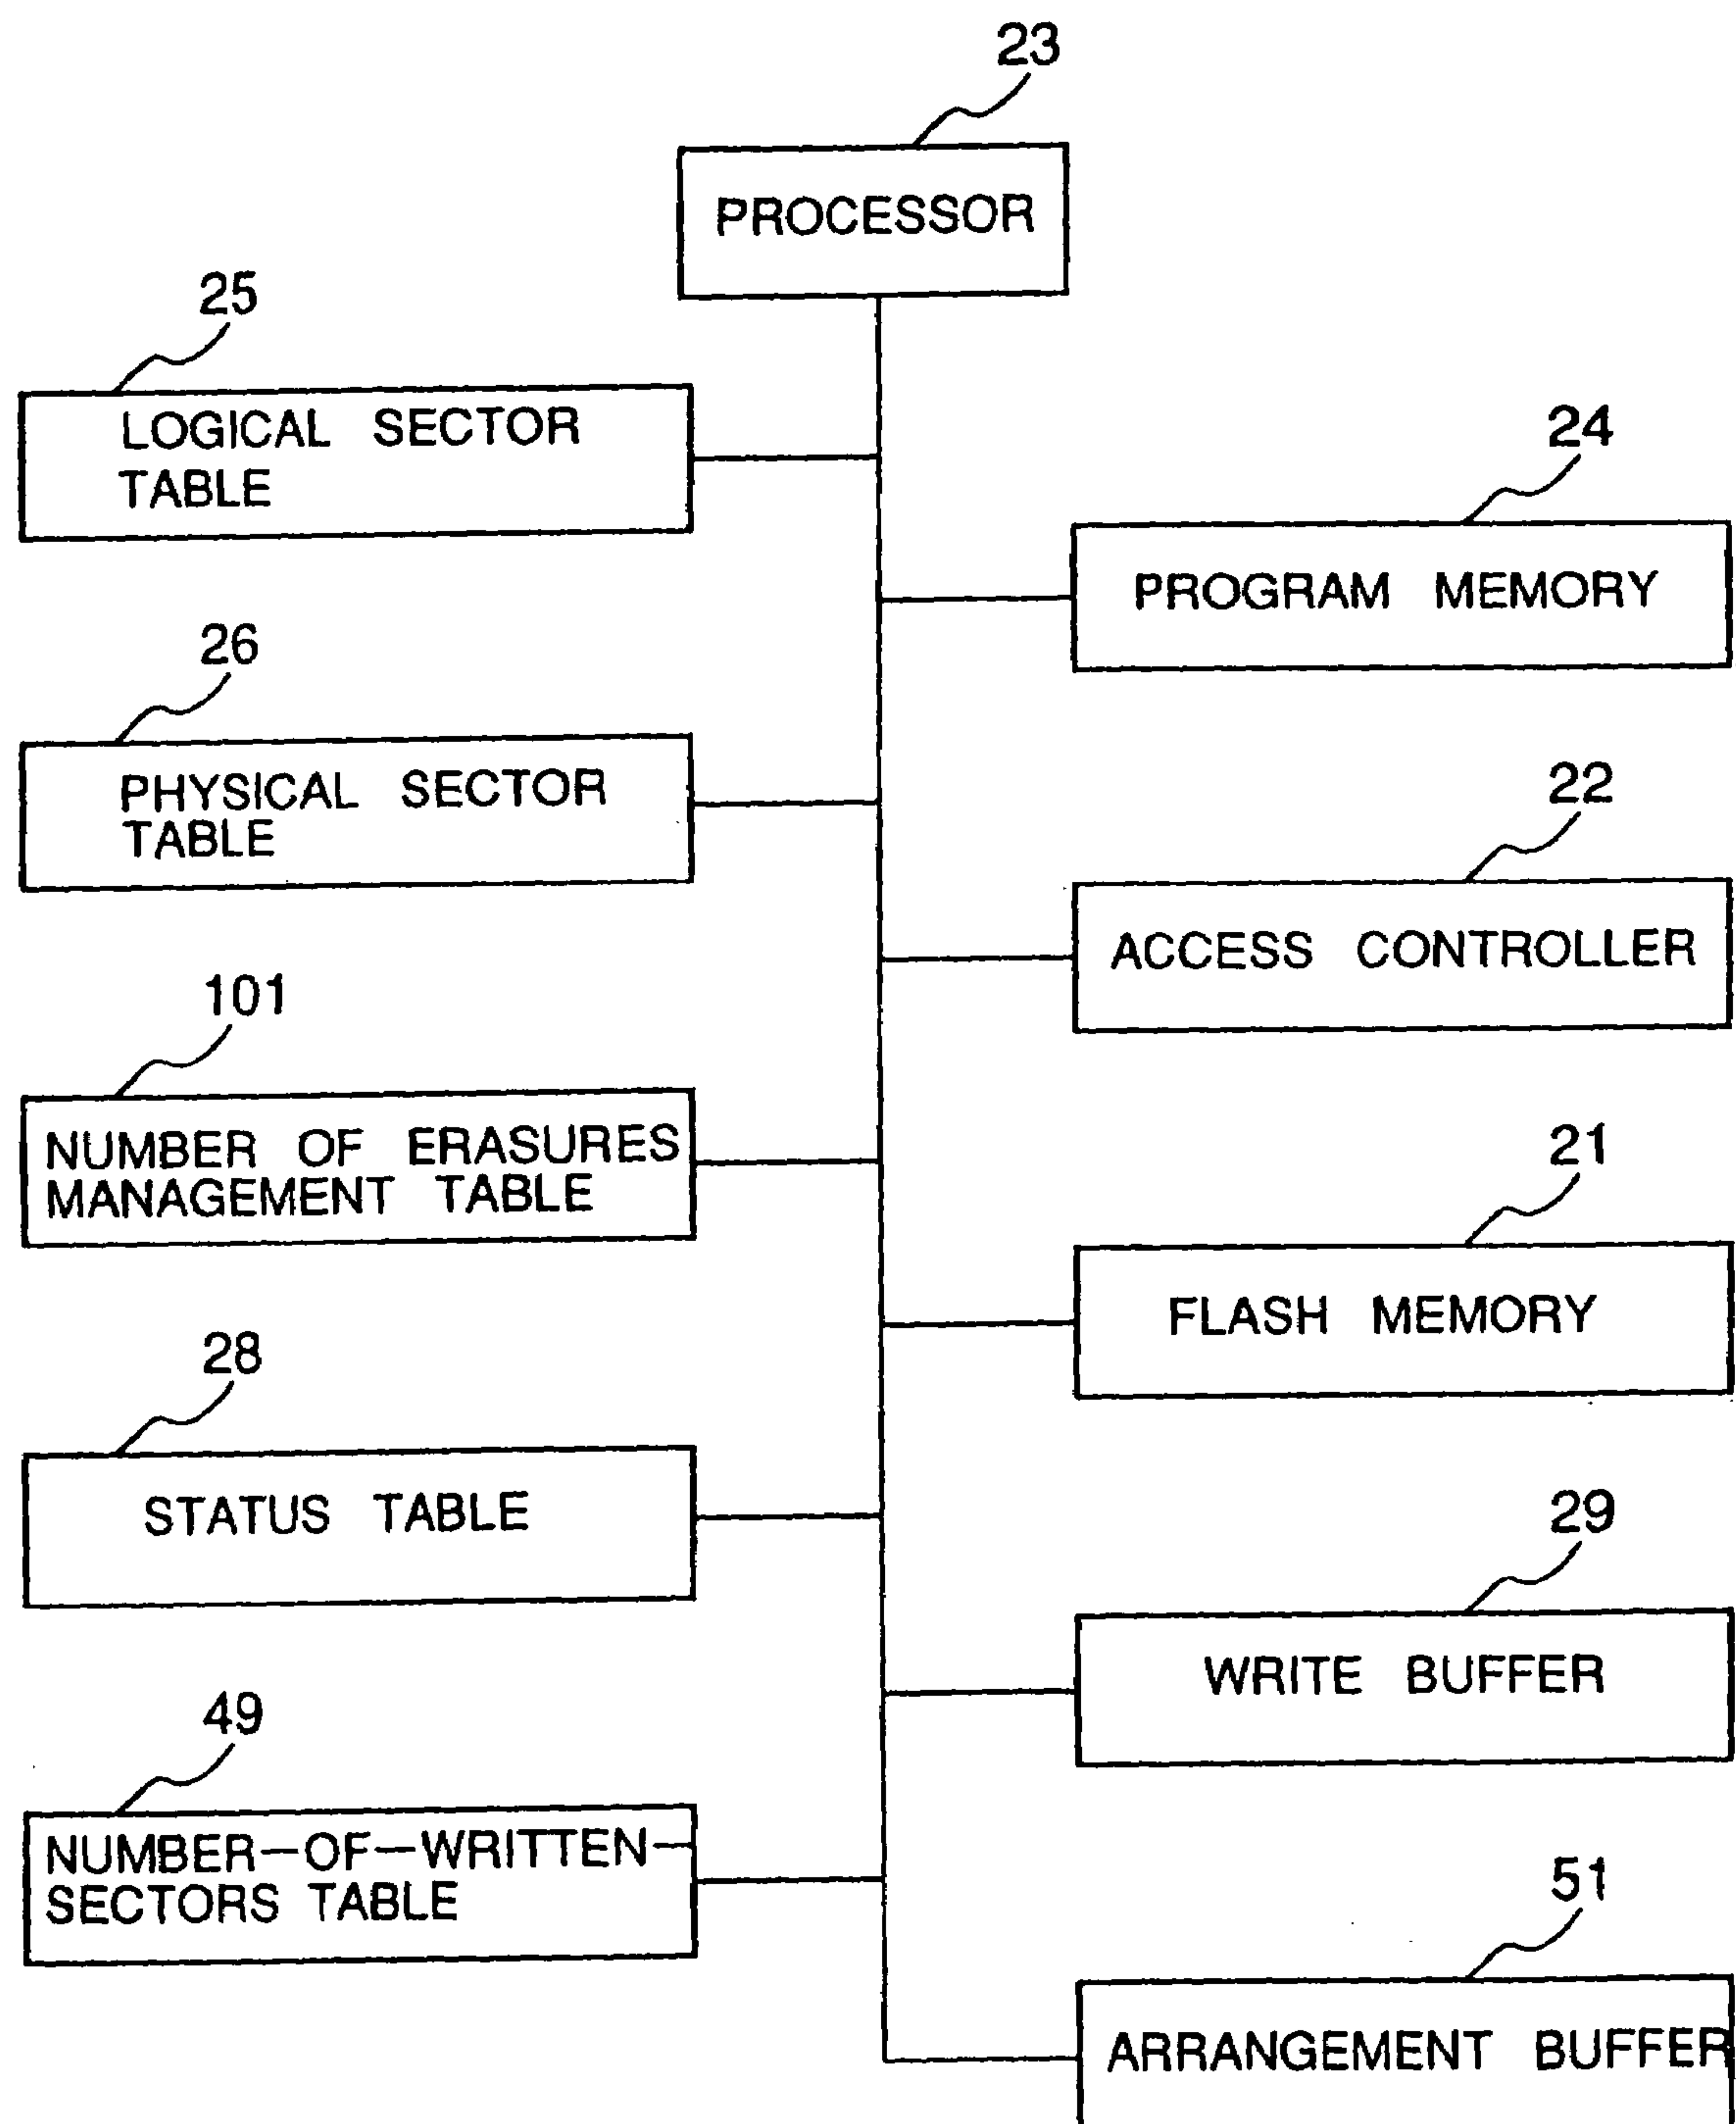 23
PROCESSOR
25
LOGICAL SECTOR
TABLE
24
PROGRAM MEMORY
26
PHYSICAL SECTOR
TABLE
22
ACCESS CONTROLLER
101
NUMBER OF ERASURES
MANAGEMENT TABLE
21
FLASH MEMORY
28
STATUS TABLE
29
WRITE BUFFER
49
NUMBER-OF-WRITTEN-
SECTORS TABLE
51
ARRANGEMENT BUFFER